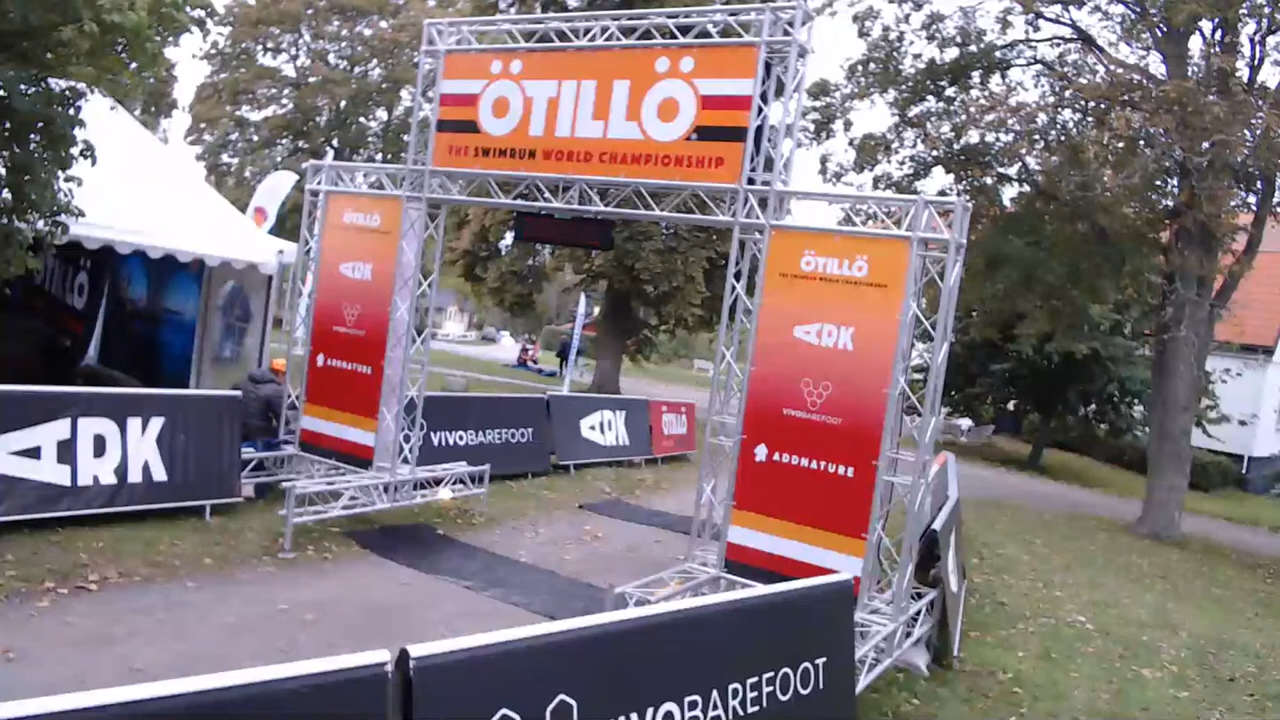 ÖTILLÖ
THE SWIMRUN WORLD CHAMPIONSHIP
ÖTILLÖ
ARK
VIVOBAREFOOT
ADDNATURE
ÖTILLÖ
THE SWIMRUN WORLD CHAMPIONSHIP
ARK
VIVOBAREFOOT
ADDNATURE
ARK
VIVOBAREFOOT
ARK
ÖTILLÖ
VIVOBAREFOOT